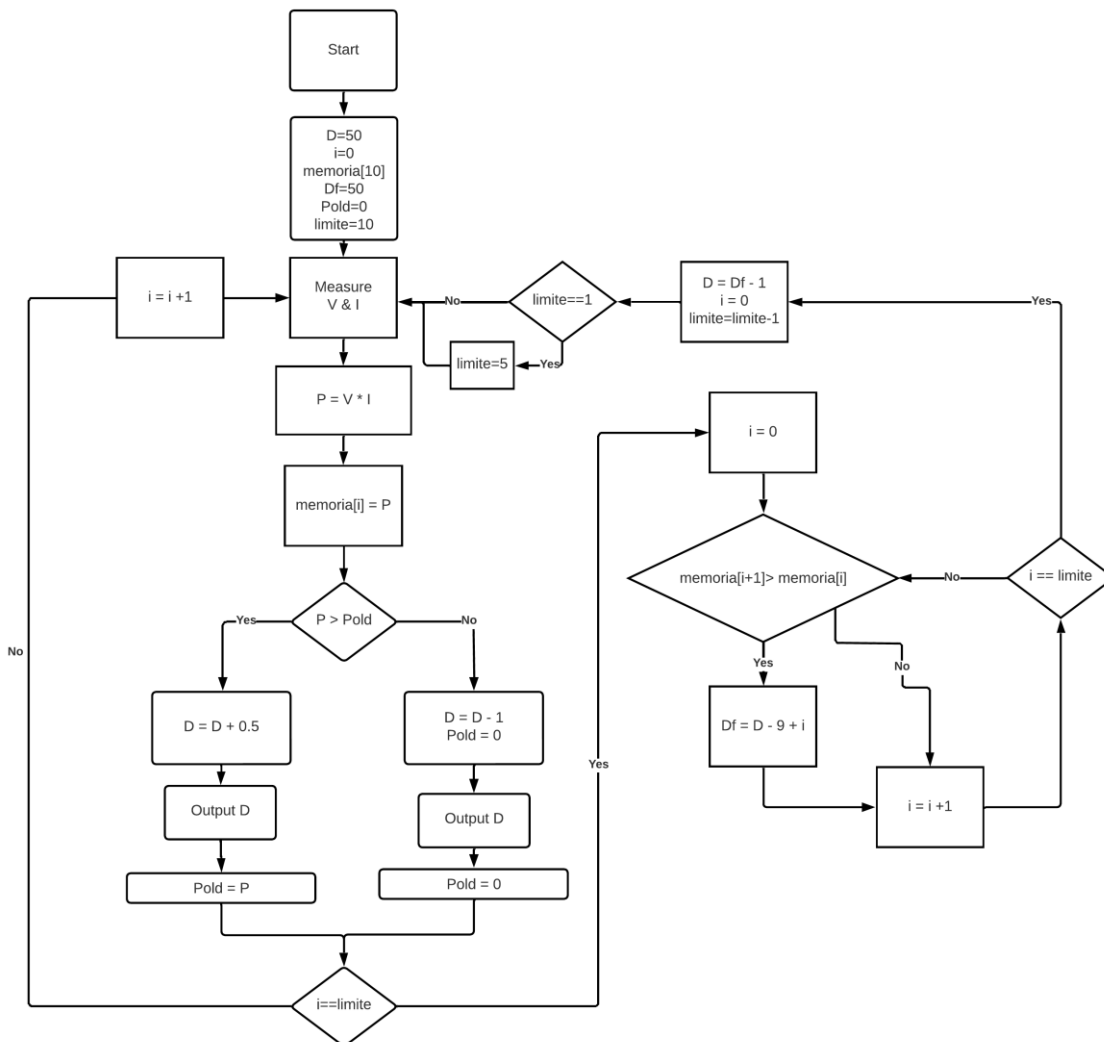 Start
D=50
i=0
memoria[10]
Df=50
Pold=0
limite=10
i = i +1
Measure
V & I
No
limite==1
D = Df - 1
i = 0
limite=limite-1
Yes
limite=5
Yes
P = V * I
i = 0
memoria[i] = P
memoria[i+1]> memoria[i]
No
i == limite
Yes
P > Pold
No
No
Yes
No
D = D + 0.5
D = D - 1
Pold = 0
Df = D - 9 + i
Yes
Output D
Output D
i = i +1
Pold = P
Pold = 0
i==limite